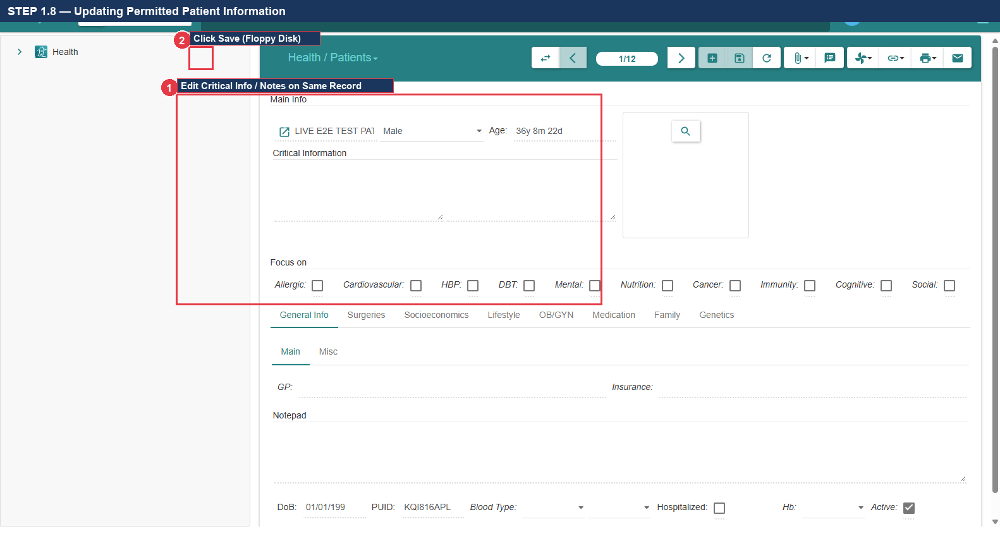 STEP 1.8 — Updating Permitted Patient Information
2 Click Save (Floppy Disk)
Health
Health / Patients
1/12
1 Edit Critical Info / Notes on Same Record
Main Info
LIVE E2E TEST PAT Male Age: 36y 8m 22d
Critical Information
Focus on
Allergic: Cardiovascular: HBP: DBT: Mental: Nutrition: Cancer: Immunity: Cognitive: Social:
General Info Surgeries Socioeconomics Lifestyle OB/GYN Medication Family Genetics
Main Misc
GP: Insurance:
Notepad
DoB: 01/01/199 PUID: KQI816APL Blood Type: Hospitalized: Hb: Active: